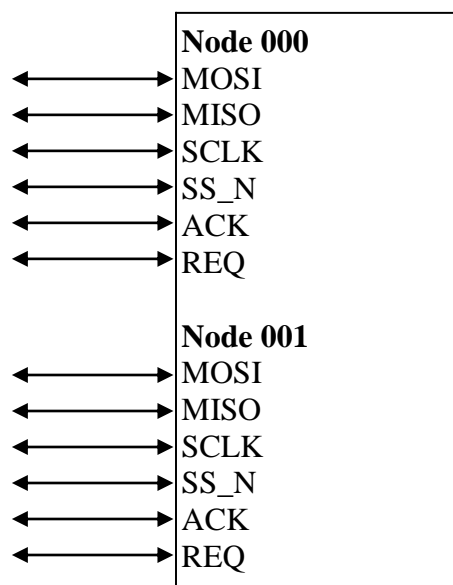 Node 000
MOSI
MISO
SCLK
SS_N
ACK
REQ
Node 001
MOSI
MISO
SCLK
SS_N
ACK
REQ